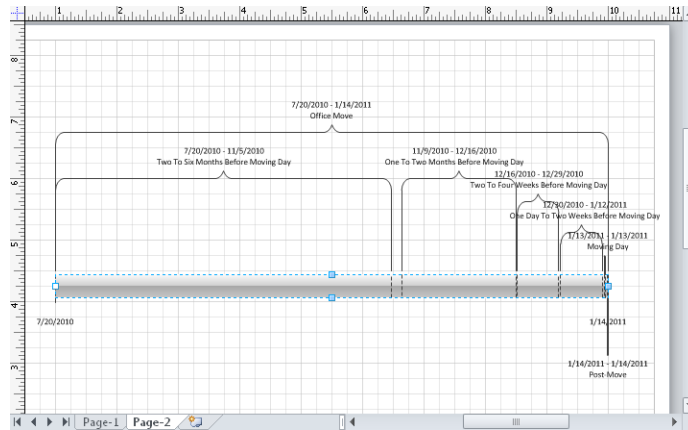 1 2 3 4 5 6 7 8 9 10 11
8
7/20/2010 - 1/14/2011
Office Move
7
7/20/2010 - 11/5/2010
Two To Six Months Before Moving Day
11/9/2010 - 12/16/2010
One To Two Months Before Moving Day
12/16/2010 - 12/29/2010
Two To Four Weeks Before Moving Day
6
12/30/2010 - 1/12/2011
One Day To Two Weeks Before Moving Day
1/13/2011 - 1/13/2011
Moving Day
5
4
7/20/2010
1/14/2011
1/14/2011 - 1/14/2011
Post-Move
3
Page-1 Page-2